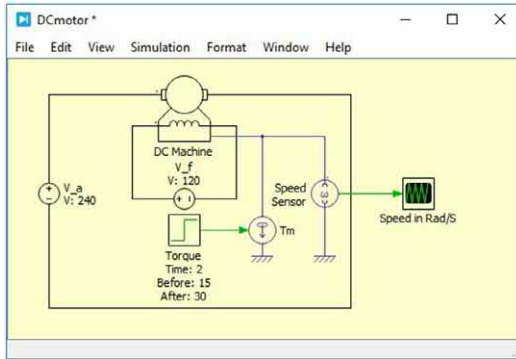 DCmotor *
File Edit View Simulation Format Window Help
DC Machine
V_f
V: 120
V_a
V: 240
Speed
Sensor
ω
Speed in Rad/S
Tm
Torque
Time: 2
Before: 15
After: 30